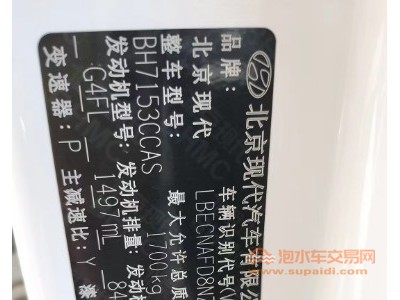 北京现代汽车有限公
品牌：北京现代 车辆识别代号
整车型号： LBECNAFD8N
BH7153CCAS 最大允许总质
发动机型号： 发动机排量： 1700kg
G4FL 1497m 84
变速器：P 主减速比：Y 漆
泡水车交易网
www.supaidi.com